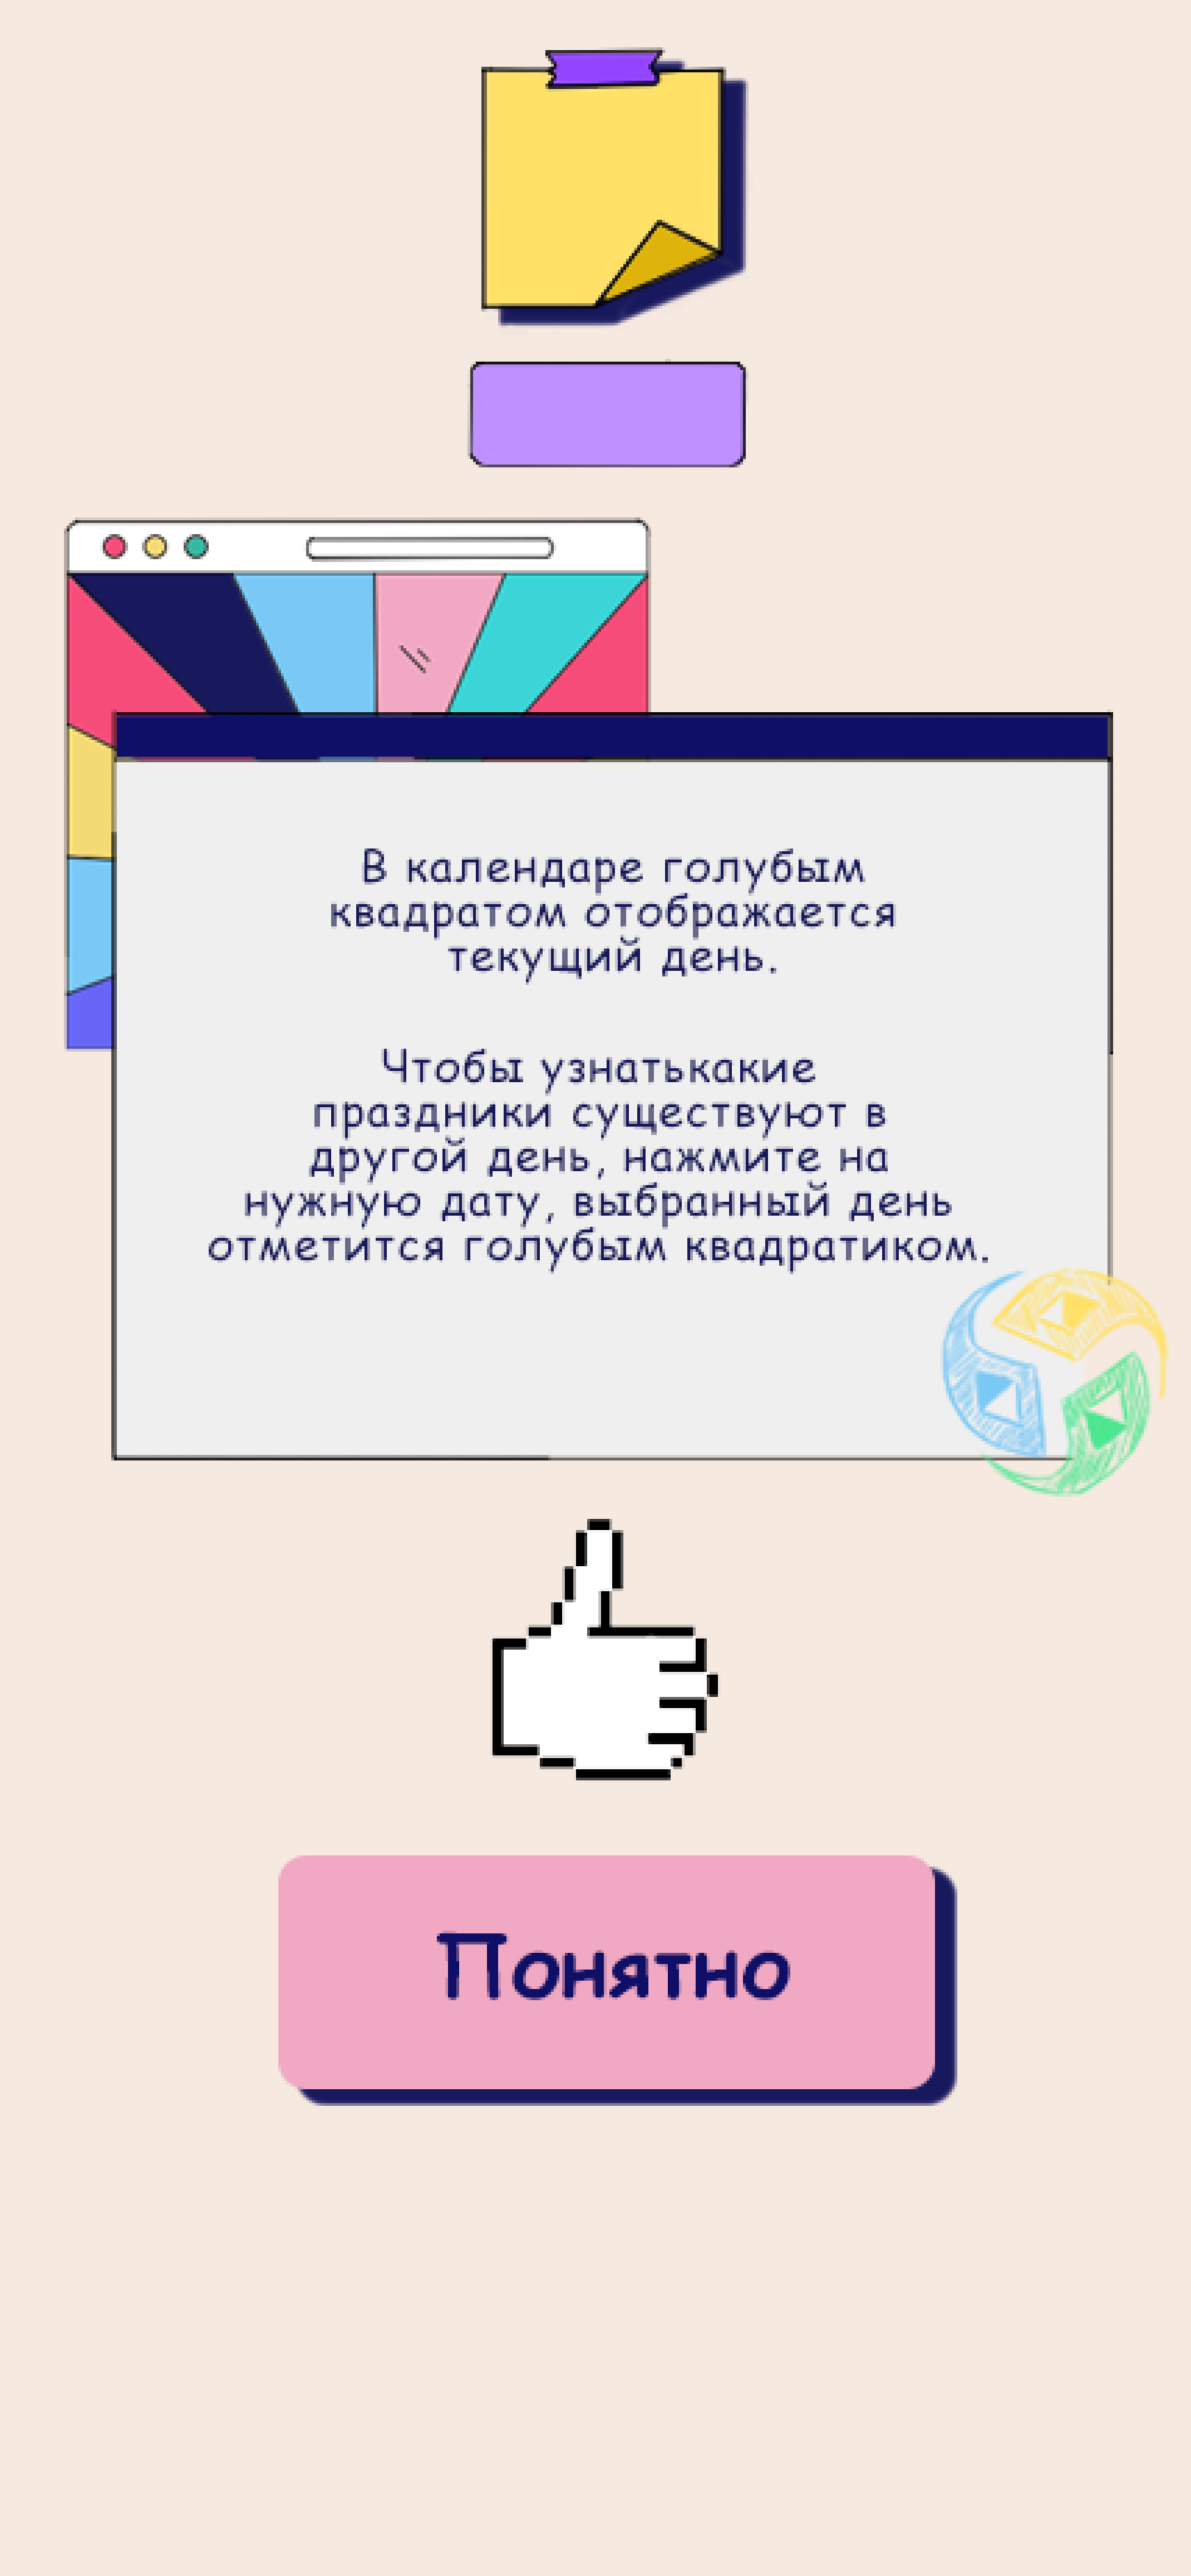 В календаре голубым
квадратом отображается
текущий день.
Чтобы узнатькакие
праздники существуют в
другой день, нажмите на
нужную дату, выбранный день
отметится голубым квадратиком.
Понятно